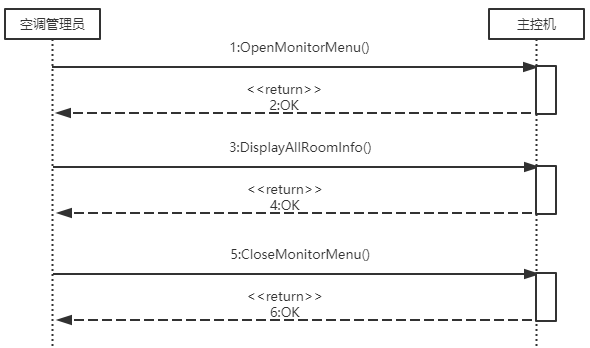 空调管理员
主控机
1:OpenMonitorMenu()
<<return>>
2:OK
3:DisplayAllRoomInfo()
<<return>>
4:OK
5:CloseMonitorMenu()
<<return>>
6:OK